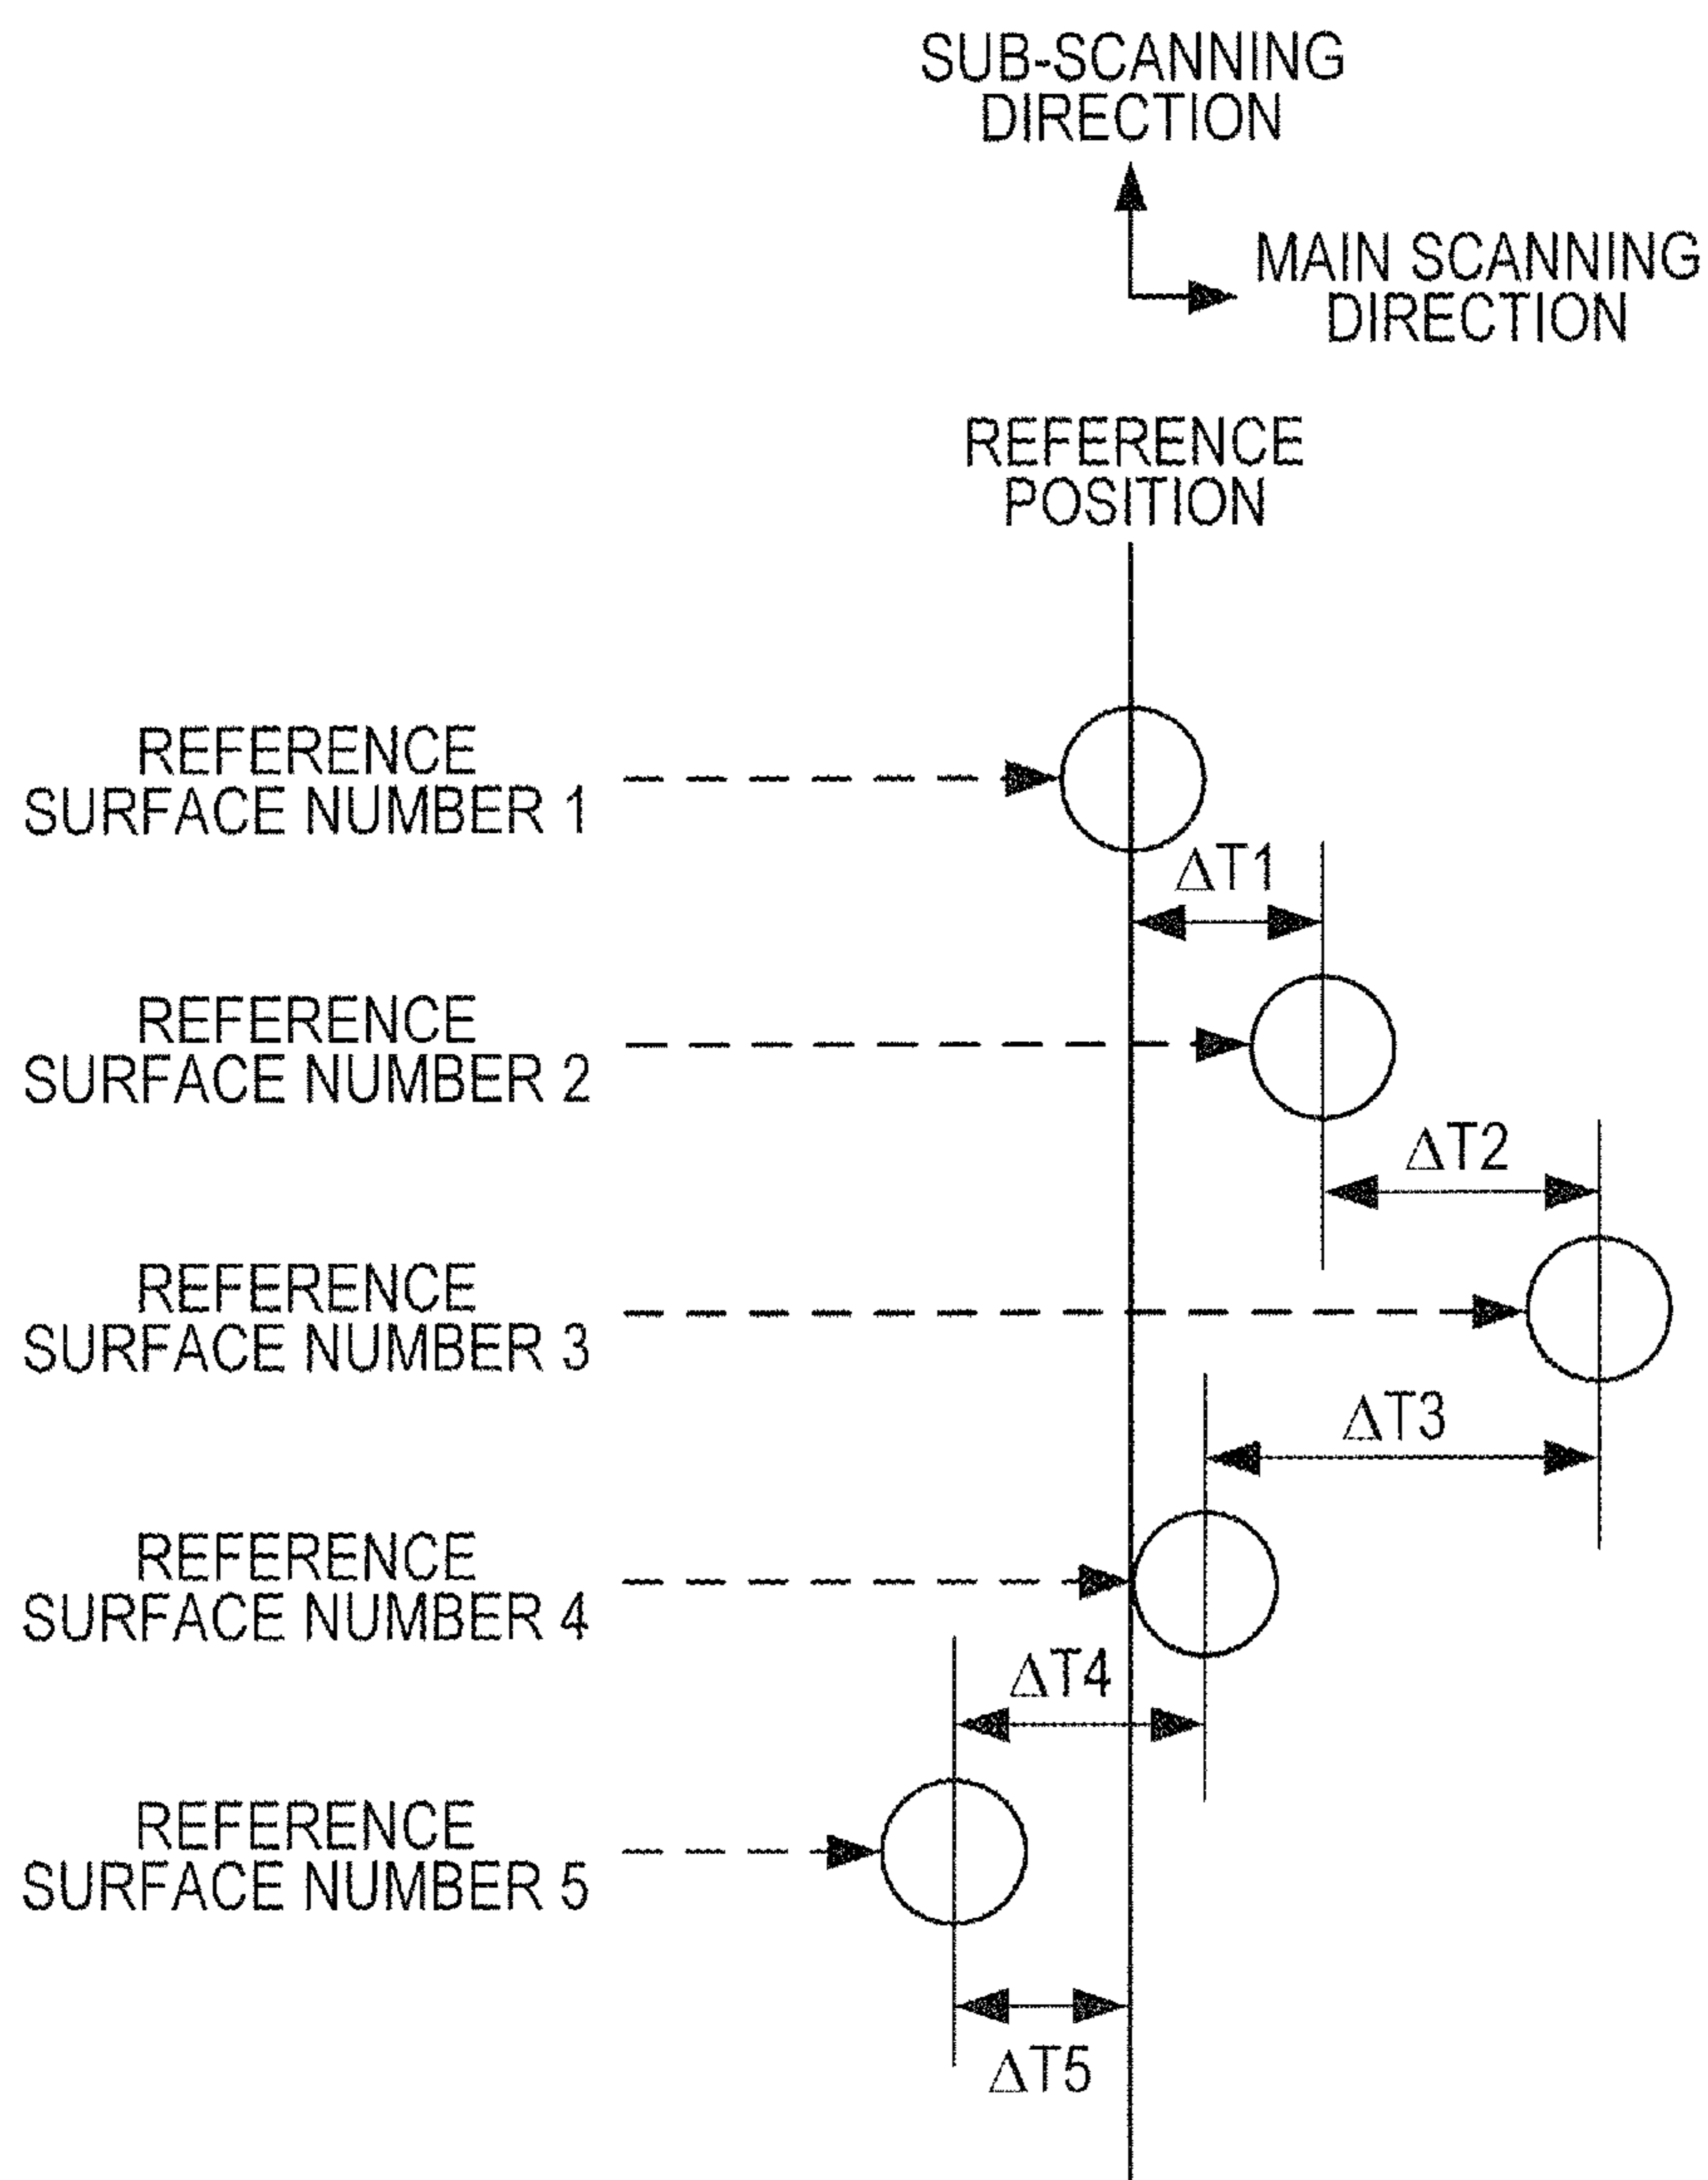 SUB-SCANNING
DIRECTION
MAIN SCANNING
DIRECTION
REFERENCE
POSITION
REFERENCE
SURFACE NUMBER 1
ΔT1
REFERENCE
SURFACE NUMBER 2
ΔT2
REFERENCE
SURFACE NUMBER 3
ΔT3
REFERENCE
SURFACE NUMBER 4
ΔT4
REFERENCE
SURFACE NUMBER 5
ΔT5